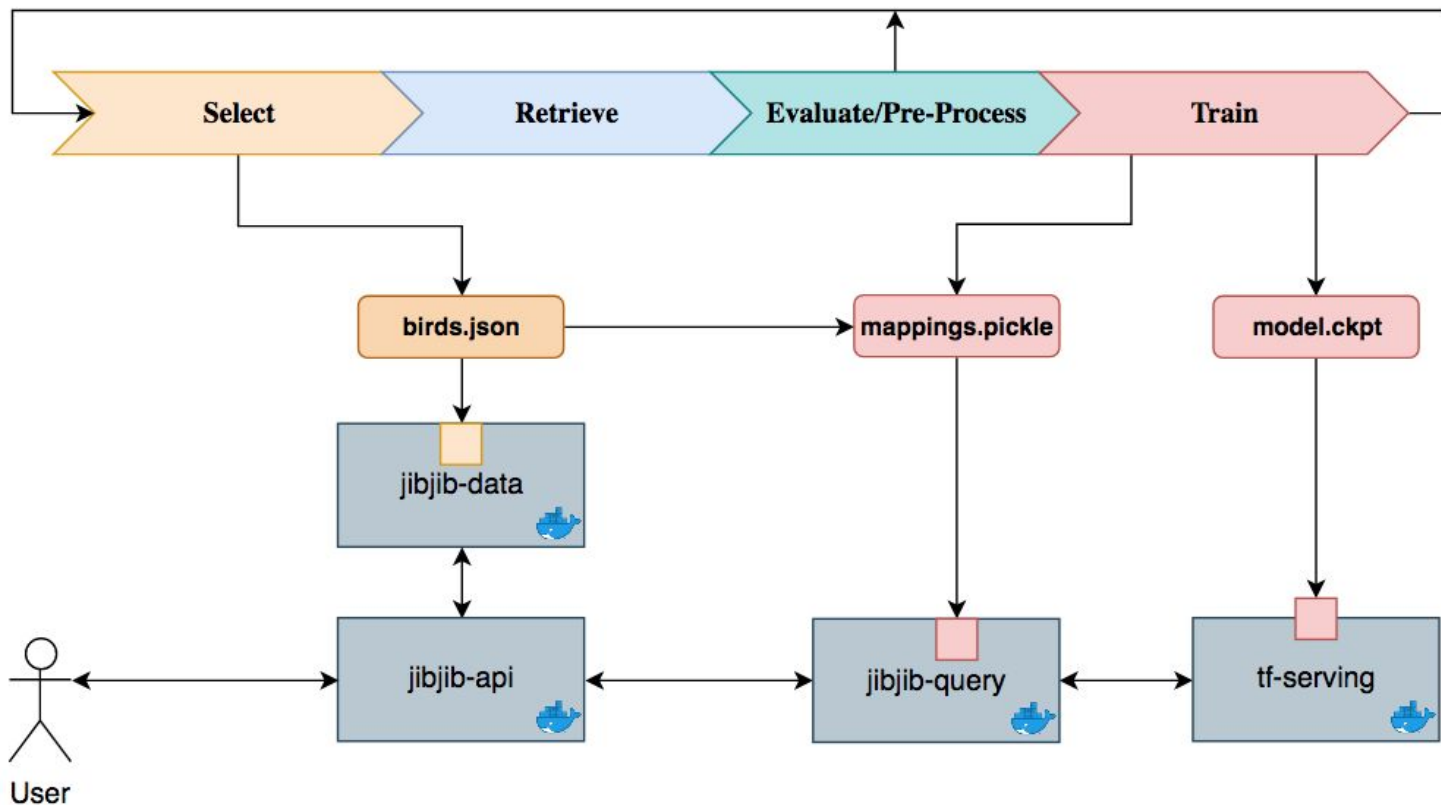 Select
Retrieve
Evaluate/Pre-Process
Train
birds.json
mappings.pickle
model.ckpt
jibjib-data
jibjib-api
jibjib-query
tf-serving
User